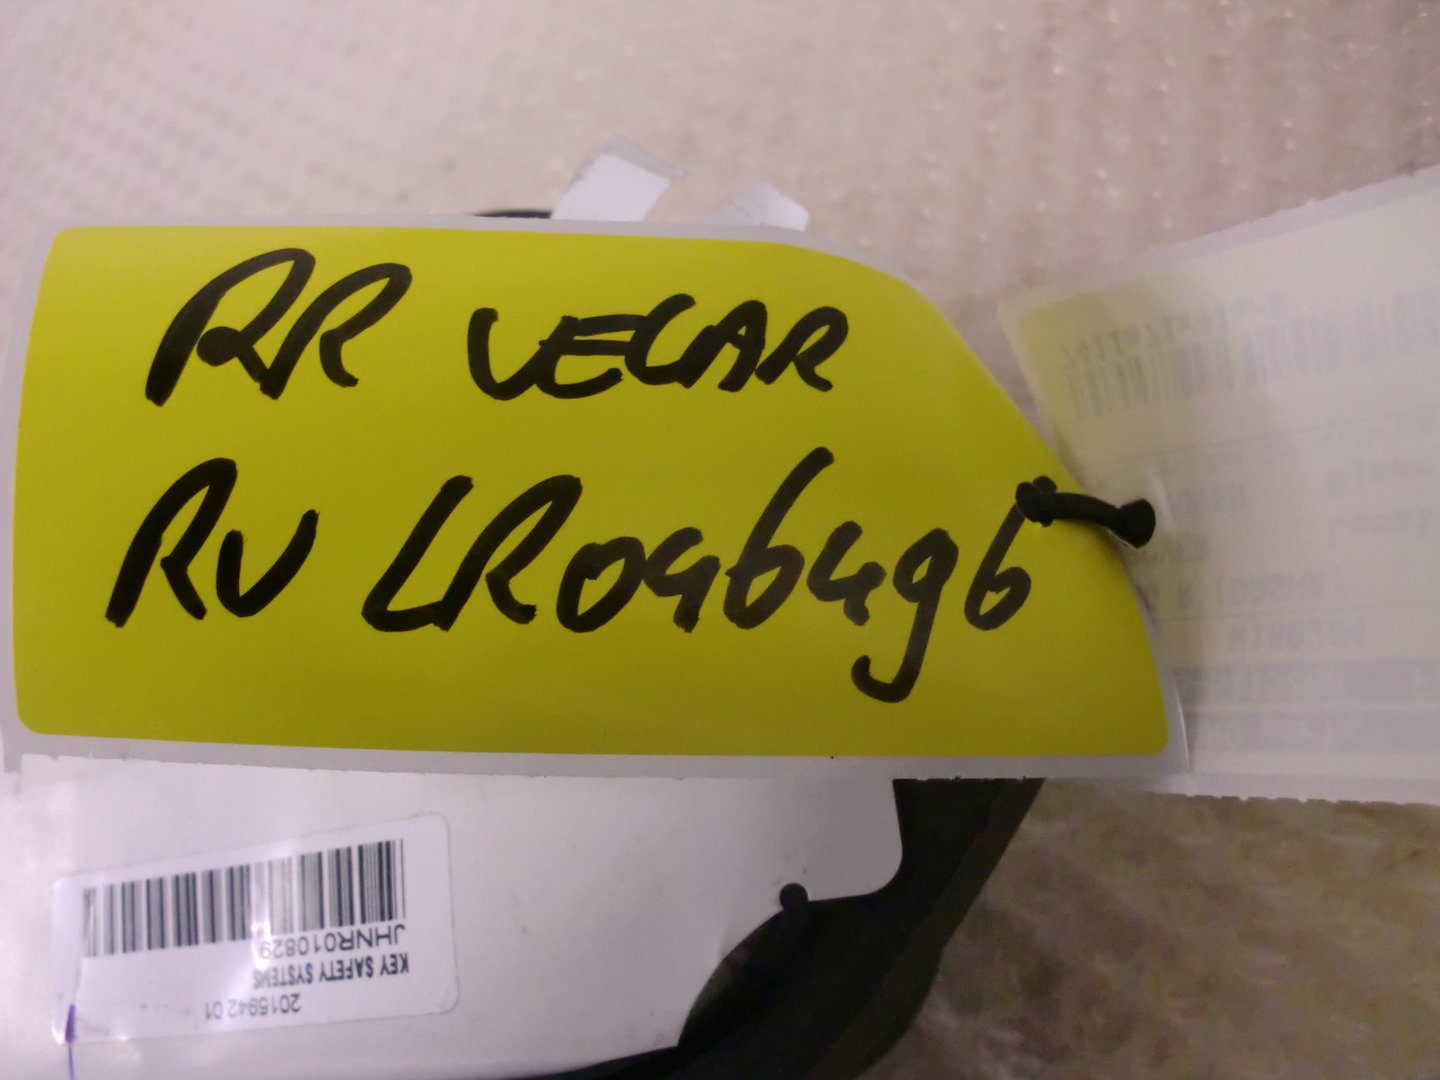 RR VELAR
RV LR096496
JHNR010829
KEY SAFETY SYSTEMS
2015942 01